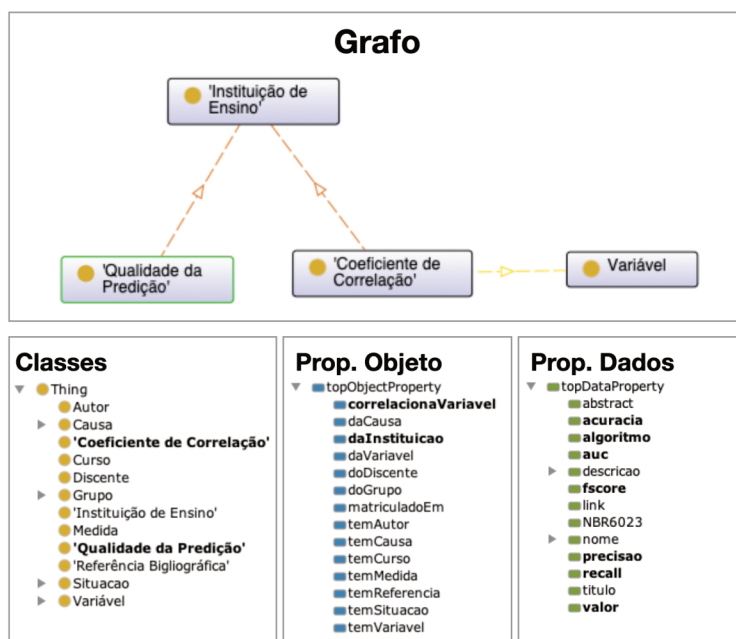 Grafo
'Instituição de
Ensino'
'Qualidade da
Predição'
'Coeficiente de
Correlação'
Variável
Classes
Thing
Autor
Causa
'Coeficiente de Correlação'
Curso
Discente
Grupo
'Instituição de Ensino'
Medida
'Qualidade da Predição'
'Referência Bigliográfica'
Situacao
Variável
Prop. Objeto
topObjectProperty
correlacionaVariavel
daCausa
daInstituicao
daVariavel
doDiscente
doGrupo
matriculadoEm
temAutor
temCausa
temCurso
temMedida
temReferencia
temSituacao
temVariavel
Prop. Dados
topDataProperty
abstract
acuracia
algoritmo
auc
descricao
fscore
link
NBR6023
nome
precisao
recall
titulo
valor